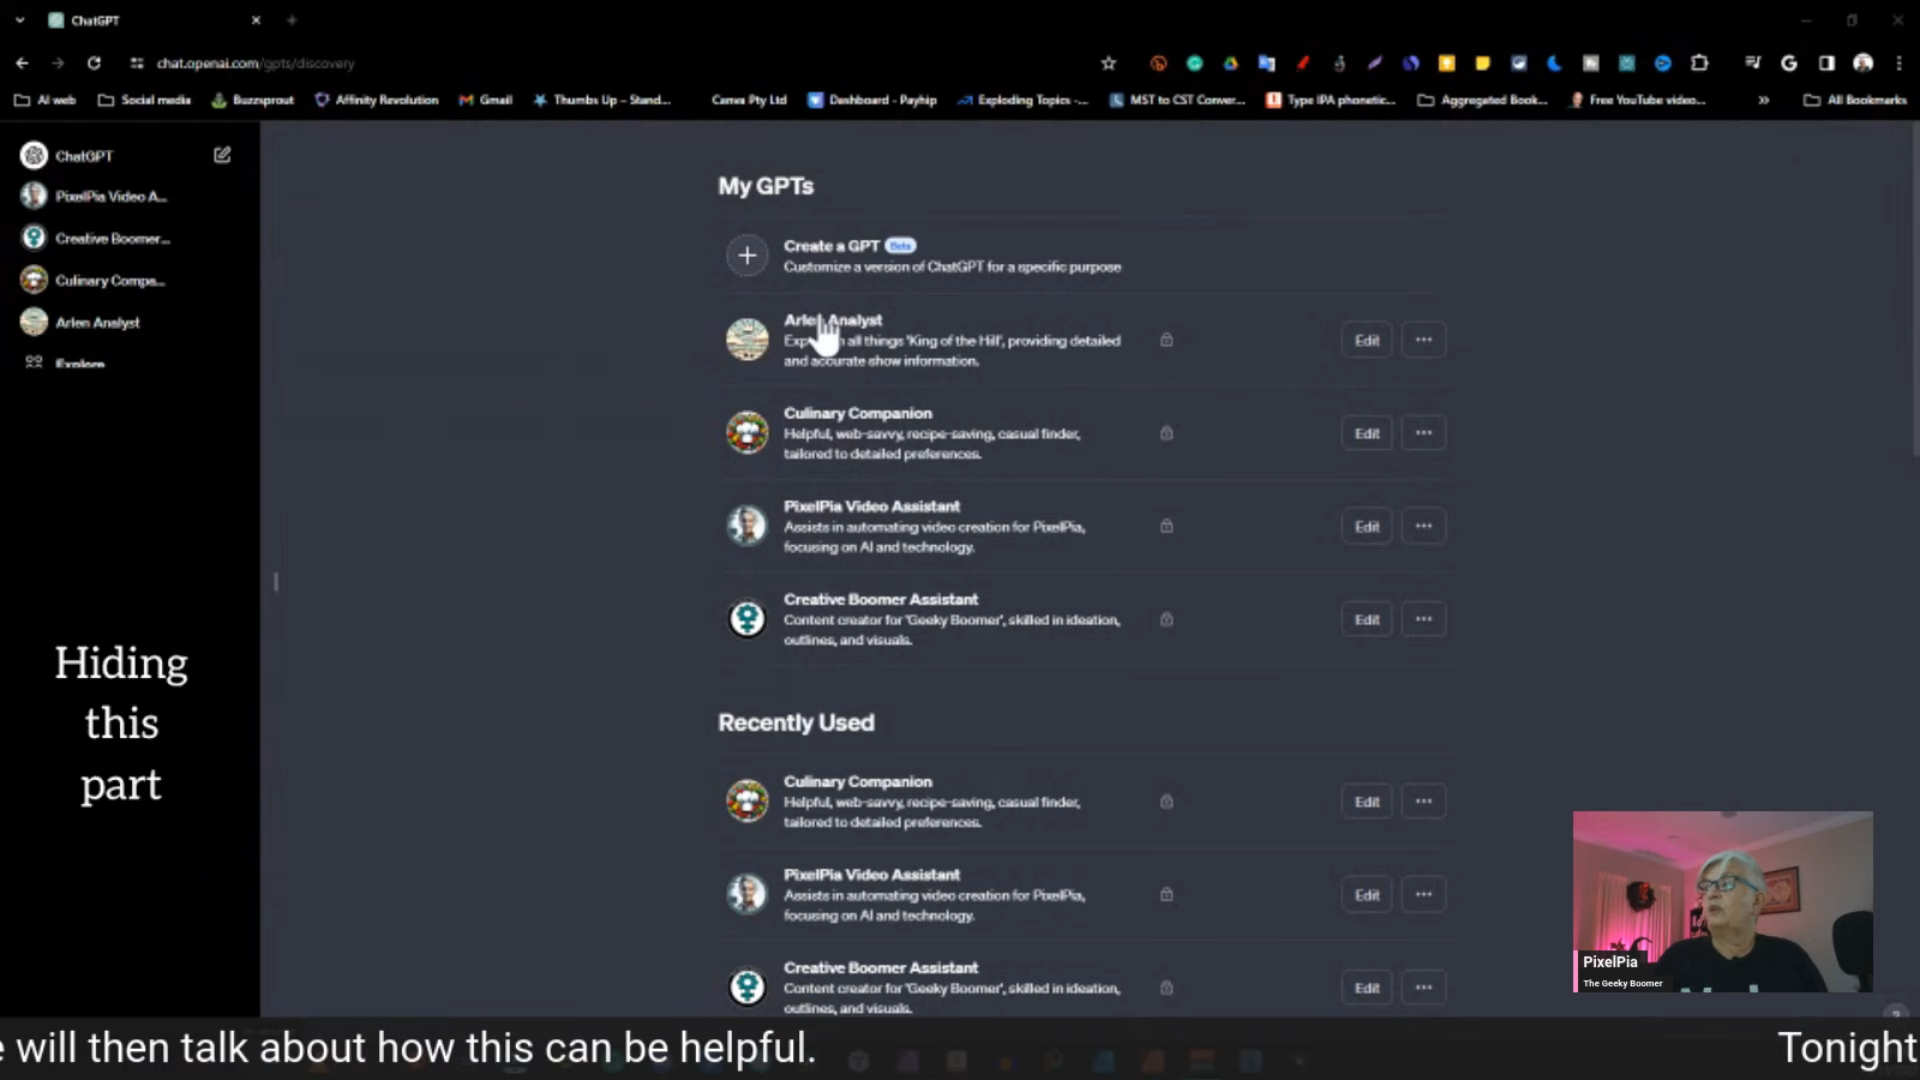 ChatGPT
chat.openai.com/gpts/discovery
AI web
Social media
Buzzsprout
Affinity Revolution
Gmail
Thumbs Up – Stand...
Canva Pty Ltd
Dashboard - Payhip
Exploding Topics -...
MST to CST Conver...
Type IPA phonetic...
Aggregated Book...
Free YouTube video...
All Bookmarks
ChatGPT
PixelPia Video A...
Creative Boomer...
Culinary Compa...
Arlen Analyst
Explore
Hiding
this
part
My GPTs
Create a GPT Beta
Customize a version of ChatGPT for a specific purpose
Arlen Analyst
all things 'King of the Hill', providing detailed
and accurate show information.
Edit
Culinary Companion
Helpful, web-savvy, recipe-saving, casual finder,
tailored to detailed preferences.
Edit
PixelPia Video Assistant
Assists in automating video creation for PixelPia,
focusing on AI and technology.
Edit
Creative Boomer Assistant
Content creator for 'Geeky Boomer', skilled in ideation,
outlines, and visuals.
Edit
Recently Used
Culinary Companion
Helpful, web-savvy, recipe-saving, casual finder,
tailored to detailed preferences.
Edit
PixelPia Video Assistant
Assists in automating video creation for PixelPia,
focusing on AI and technology.
Edit
Creative Boomer Assistant
Content creator for 'Geeky Boomer', skilled in ideation,
outlines, and visuals.
Edit
PixelPia
The Geeky Boomer
will then talk about how this can be helpful.
Tonight